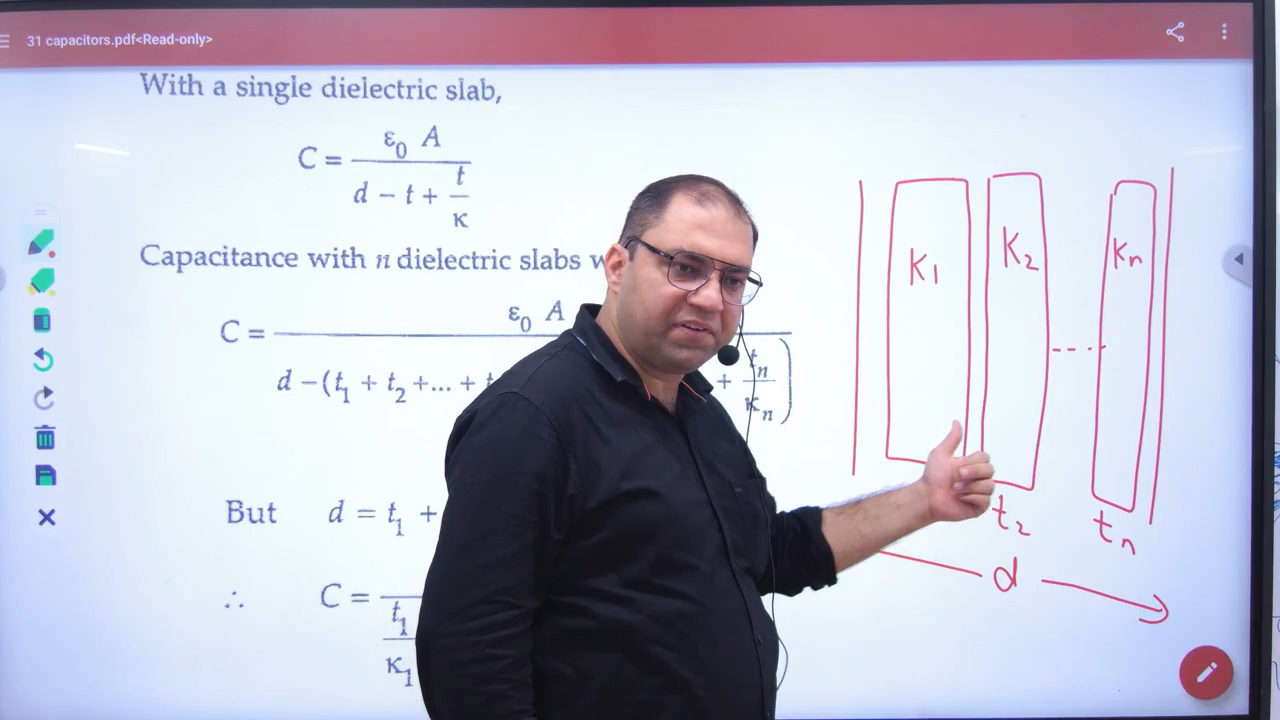 31 capacitors.pdf<Read-only>
With a single dielectric slab,
C = ε₀ A / (d − t + t/κ)
Capacitance with n dielectric slabs
C = ε₀ A
d −(t₁ + t₂ +...+ + tₙ/κₙ)
But d = t₁ +
∴ C =
t₁/κ₁
K₁ K₂ Kₙ
t₂ tₙ
d